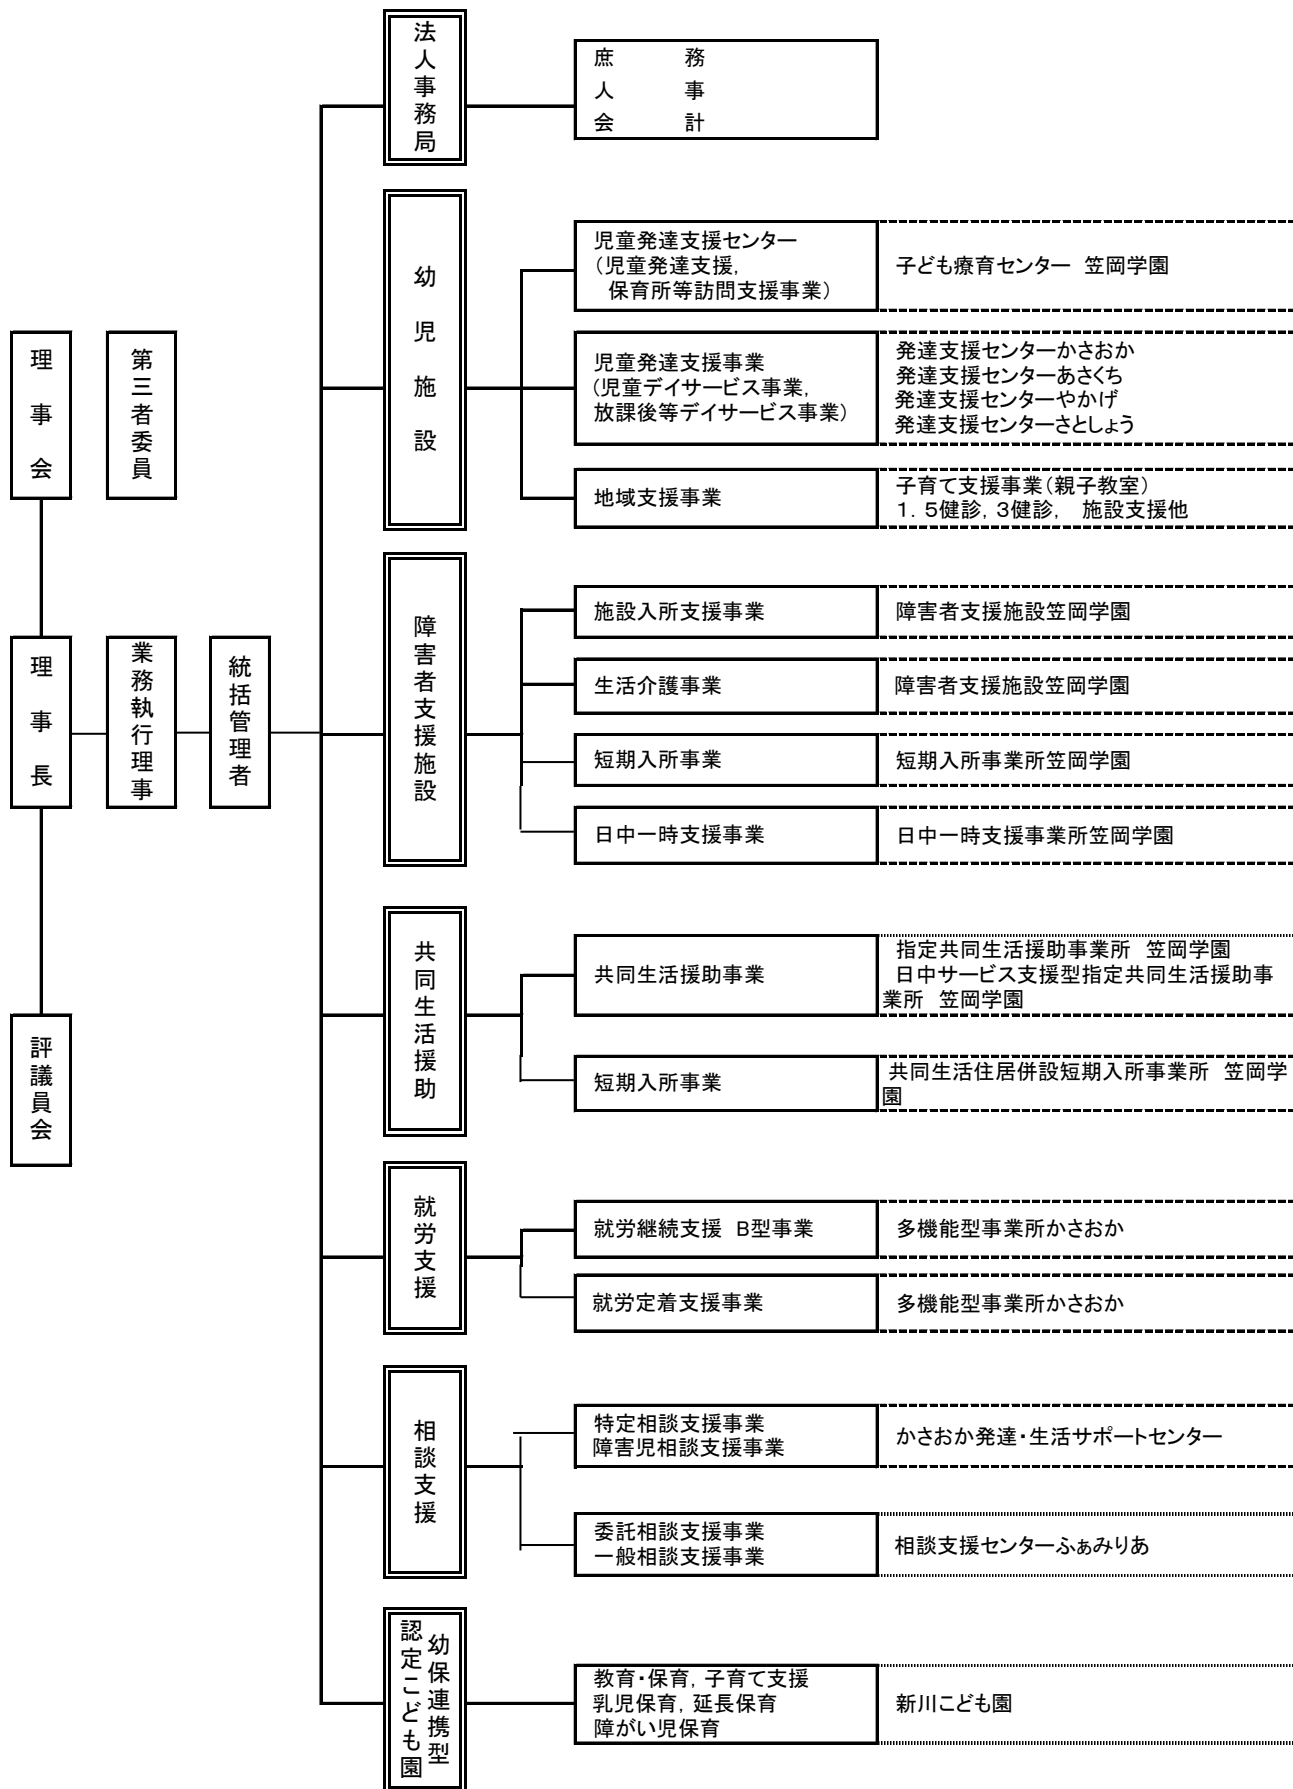 理事会
第三者委員
理事長
業務執行理事
統括管理者
評議員会
法人事務局
庶　　　務
人　　　事
会　　　計
幼児施設
児童発達支援センター
（児童発達支援，
保育所等訪問支援事業）
子ども療育センター　笠岡学園
児童発達支援事業
（児童デイサービス事業，
放課後等デイサービス事業）
発達支援センターかさおか
発達支援センターあさくち
発達支援センターやかげ
発達支援センターさとしょう
地域支援事業
子育て支援事業（親子教室）
１．５健診，３健診，　施設支援他
障害者支援施設
施設入所支援事業
障害者支援施設笠岡学園
生活介護事業
障害者支援施設笠岡学園
短期入所事業
短期入所事業所笠岡学園
日中一時支援事業
日中一時支援事業所笠岡学園
共同生活援助
共同生活援助事業
指定共同生活援助事業所　笠岡学園
日中サービス支援型指定共同生活援助事
業所　笠岡学園
短期入所事業
共同生活住居併設短期入所事業所　笠岡学
園
就労支援
就労継続支援　Ｂ型事業
多機能型事業所かさおか
就労定着支援事業
多機能型事業所かさおか
相談支援
特定相談支援事業
障害児相談支援事業
かさおか発達・生活サポートセンター
委託相談支援事業
一般相談支援事業
相談支援センターふぁみりあ
幼保連携型
認定こども園
教育・保育，子育て支援
乳児保育，延長保育
障がい児保育
新川こども園